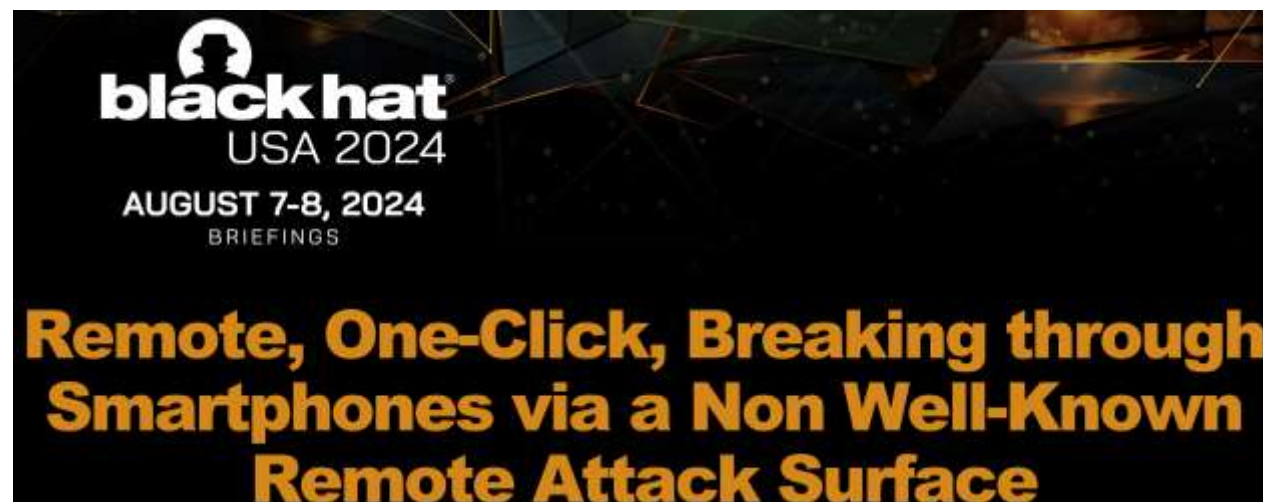 black hat®
USA 2024
AUGUST 7-8, 2024
BRIEFINGS
Remote, One-Click, Breaking through
Smartphones via a Non Well-Known
Remote Attack Surface